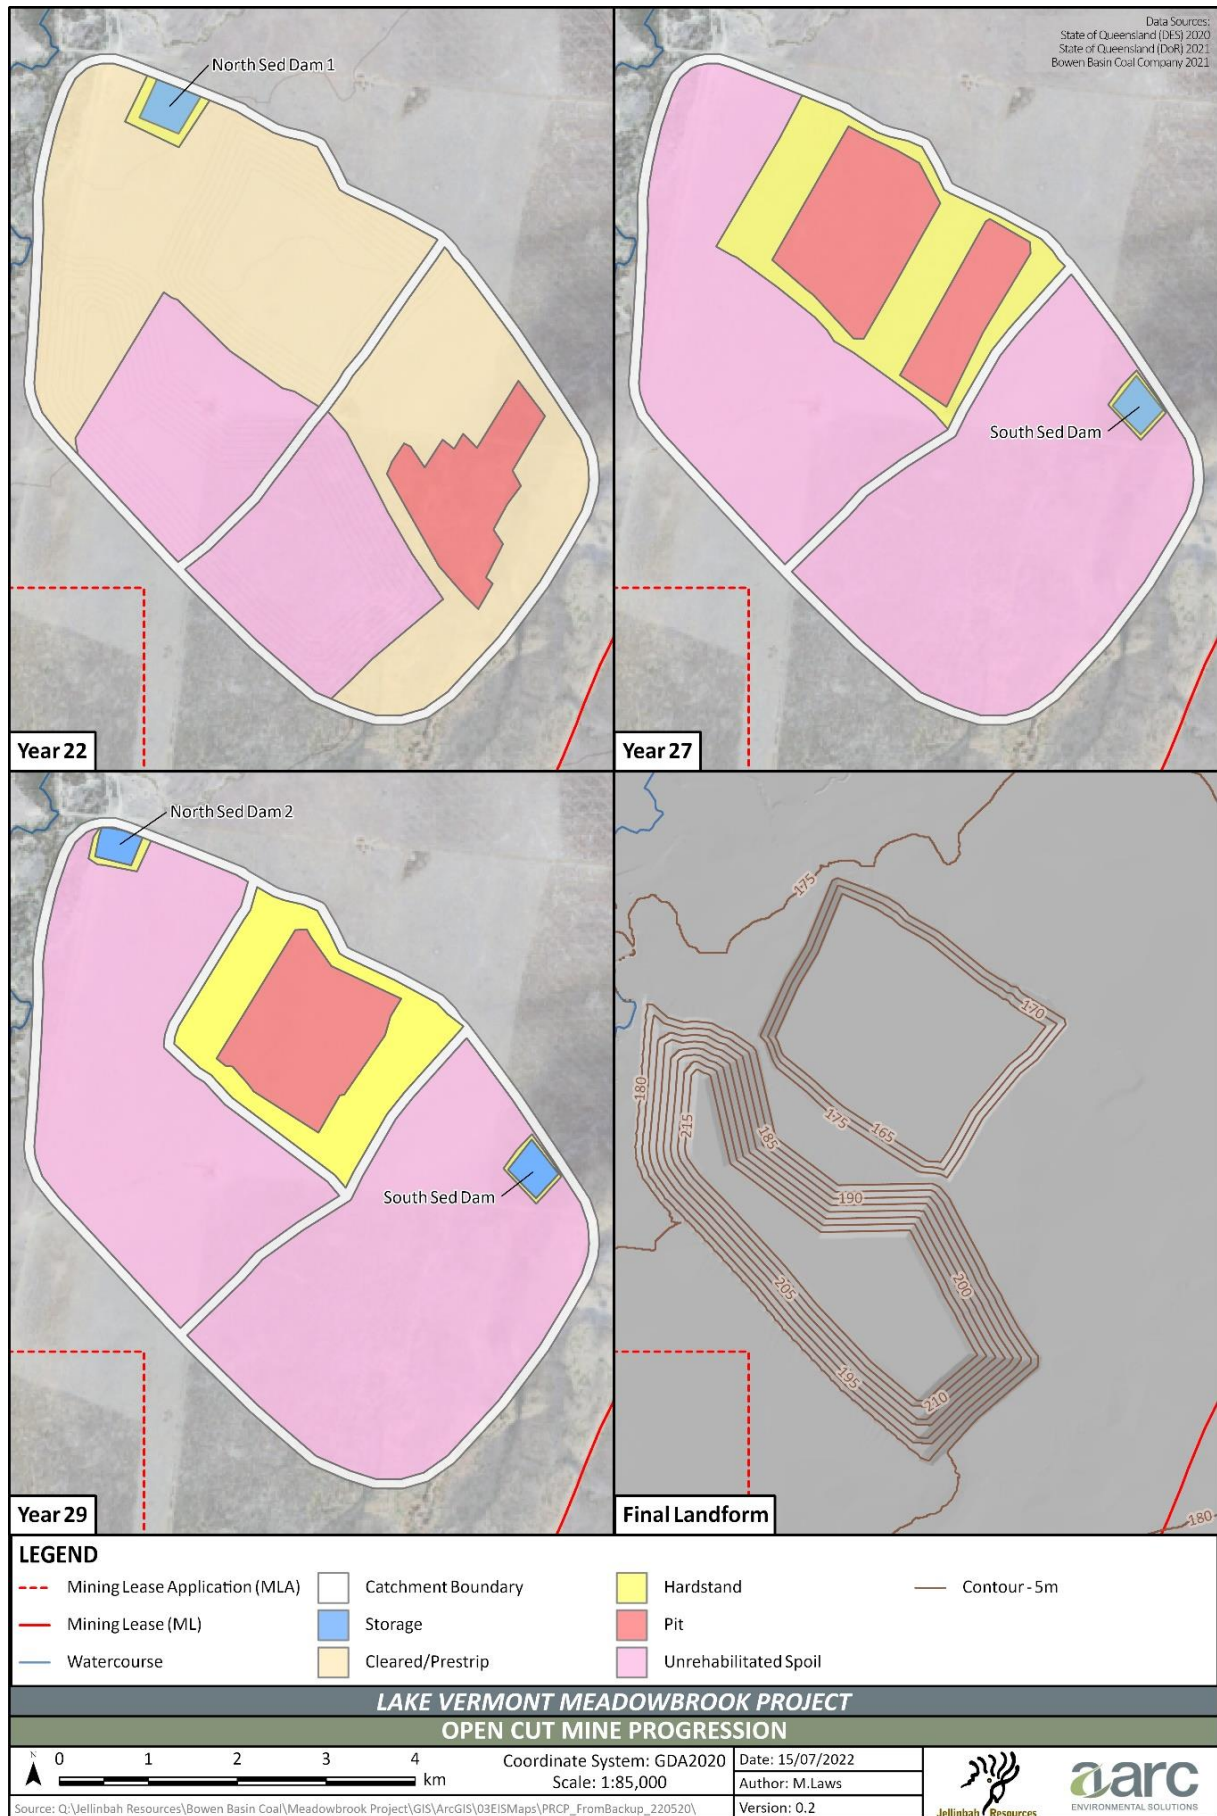 Data Sources:
State of Queensland (DES) 2020
State of Queensland (DoR) 2021
Bowen Basin Coal Company 2021
North Sed Dam 1
Year 22
South Sed Dam
Year 27
North Sed Dam 2
South Sed Dam
Year 29
175
170
175
165
180
215
185
190
205
200
195
210
180
Final Landform
LEGEND
Mining Lease Application (MLA)
Mining Lease (ML)
Watercourse
Catchment Boundary
Storage
Cleared/Prestrip
Hardstand
Pit
Unrehabilitated Spoil
Contour - 5m
LAKE VERMONT MEADOWBROOK PROJECT
OPEN CUT MINE PROGRESSION
N
0 1 2 3 4
km
Coordinate System: GDA2020
Scale: 1:85,000
Date: 15/07/2022
Author: M.Laws
Version: 0.2
Source: Q:\Jellinbah Resources\Bowen Basin Coal\Meadowbrook Project\GIS\ArcGIS\03EISMaps\PRCP_FromBackup_220520\
Jellinbah Resources
aarc
ENVIRONMENTAL SOLUTIONS